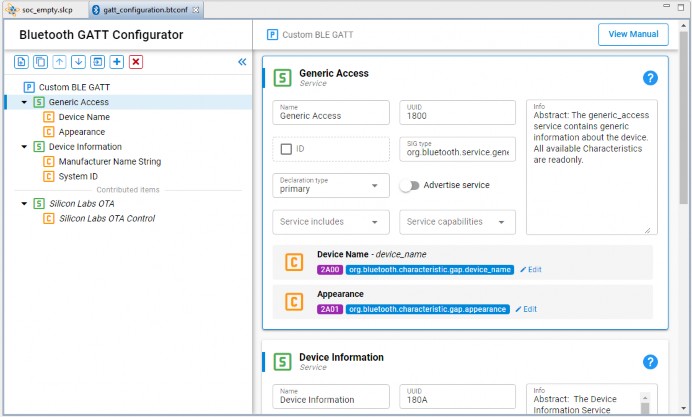 soc_empty.slcp
gatt_configuration.btconf
Bluetooth GATT Configurator
Custom BLE GATT
Generic Access
Device Name
Appearance
Device Information
Manufacturer Name String
System ID
Contributed items
Silicon Labs OTA
Silicon Labs OTA Control
Custom BLE GATT
View Manual
Generic Access
Service
Name
Generic Access
UUID
1800
Info
Abstract: The generic_access
service contains generic
information about the device.
All available Characteristics
are readonly.
ID
SIG type
org.bluetooth.service.gene
Declaration type
primary
Advertise service
Service includes
Service capabilities
Device Name - device_name
2A00 org.bluetooth.characteristic.gap.device_name Edit
Appearance
2A01 org.bluetooth.characteristic.gap.appearance Edit
Device Information
Service
Name
Device Information
UUID
180A
Info
Abstract: The Device
Information Service